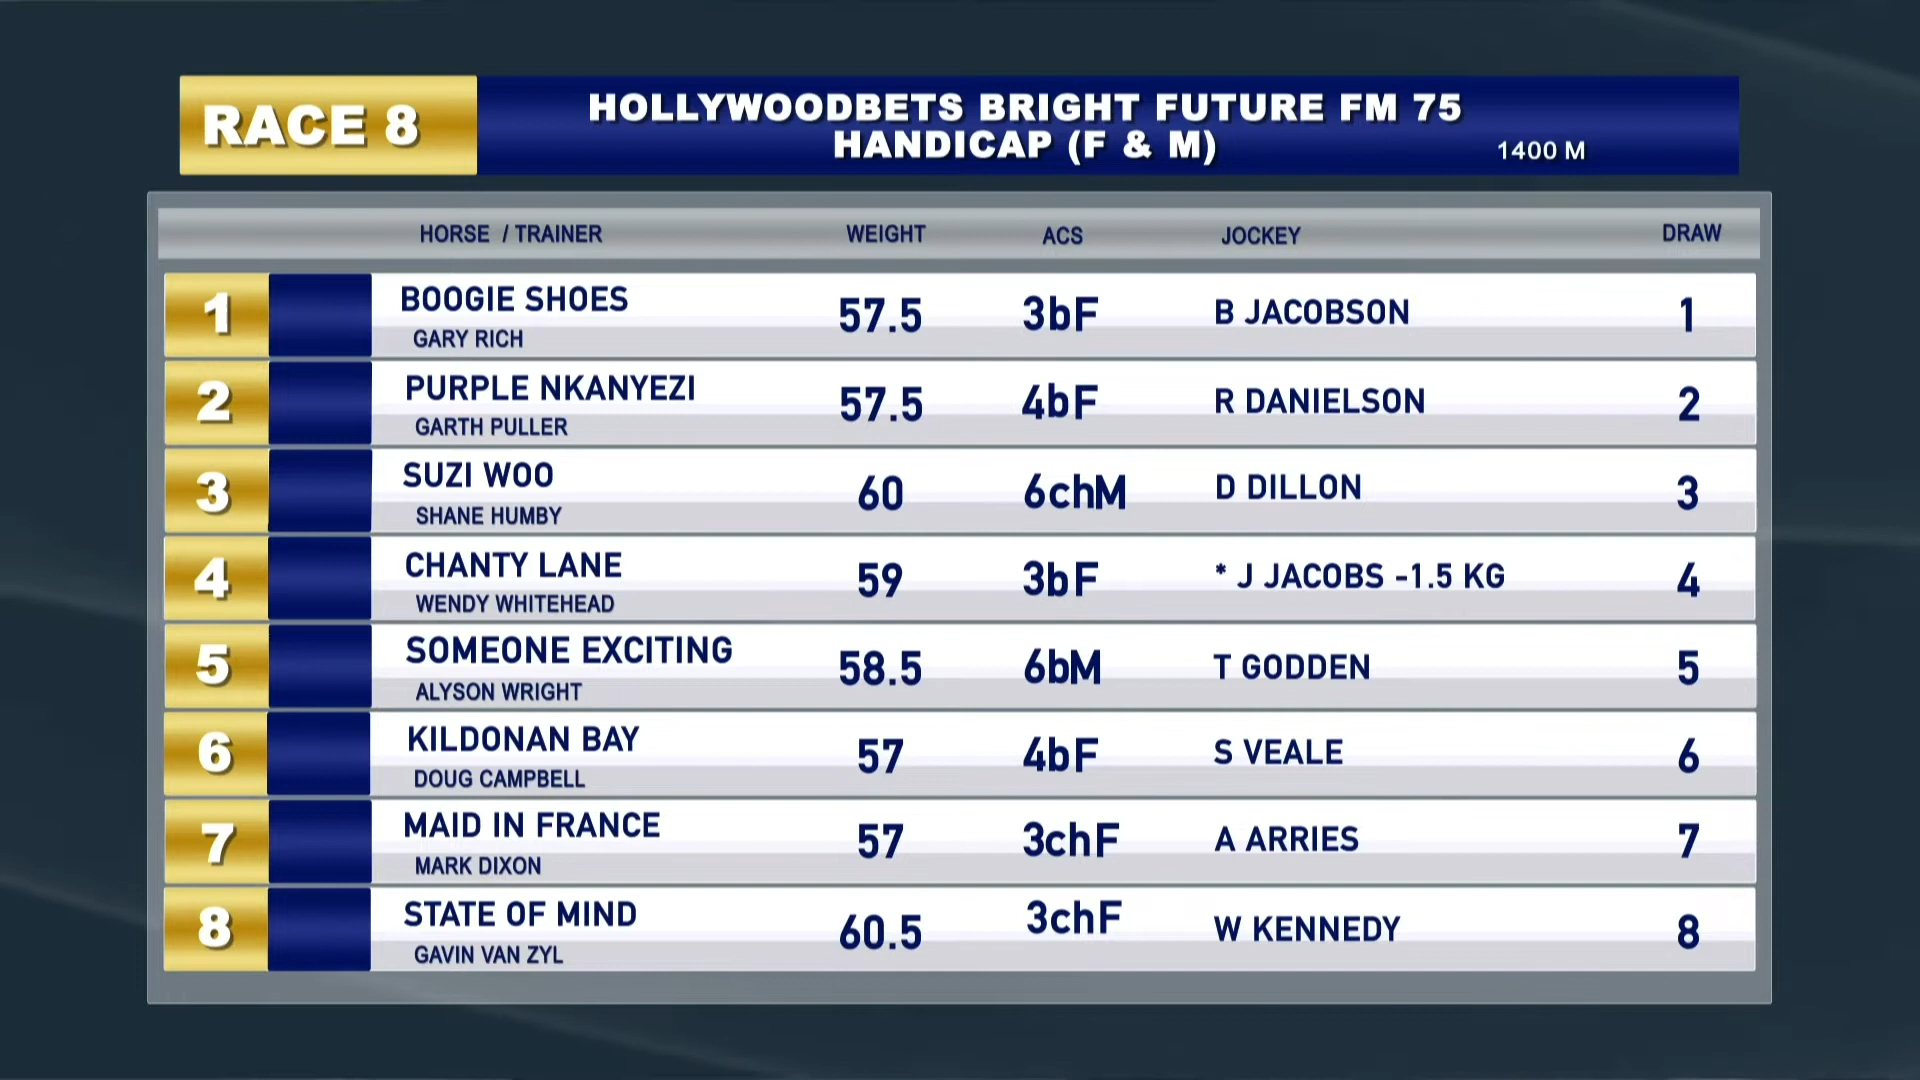 RACE 8
HOLLYWOODBETS BRIGHT FUTURE FM 75
HANDICAP (F & M)
1400 M
HORSE / TRAINER WEIGHT ACS JOCKEY DRAW
1 BOOGIE SHOES 57.5 3bF B JACOBSON 1
GARY RICH
2 PURPLE NKANYEZI 57.5 4bF R DANIELSON 2
GARTH PULLER
3 SUZI WOO 60 6chM D DILLON 3
SHANE HUMBY
4 CHANTY LANE 59 3bF * J JACOBS -1.5 KG 4
WENDY WHITEHEAD
5 SOMEONE EXCITING 58.5 6bM T GODDEN 5
ALYSON WRIGHT
6 KILDONAN BAY 57 4bF S VEALE 6
DOUG CAMPBELL
7 MAID IN FRANCE 57 3chF A ARRIES 7
MARK DIXON
8 STATE OF MIND 60.5 3chF W KENNEDY 8
GAVIN VAN ZYL